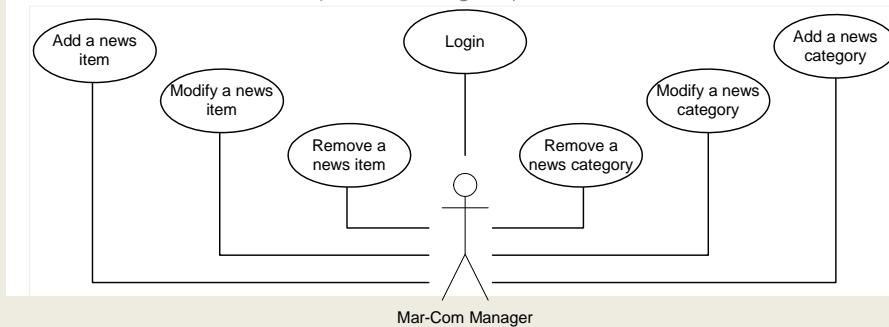 Add a news
item
Modify a news
item
Remove a
news item
Login
Remove a
news category
Modify a news
category
Add a news
category
Mar-Com Manager